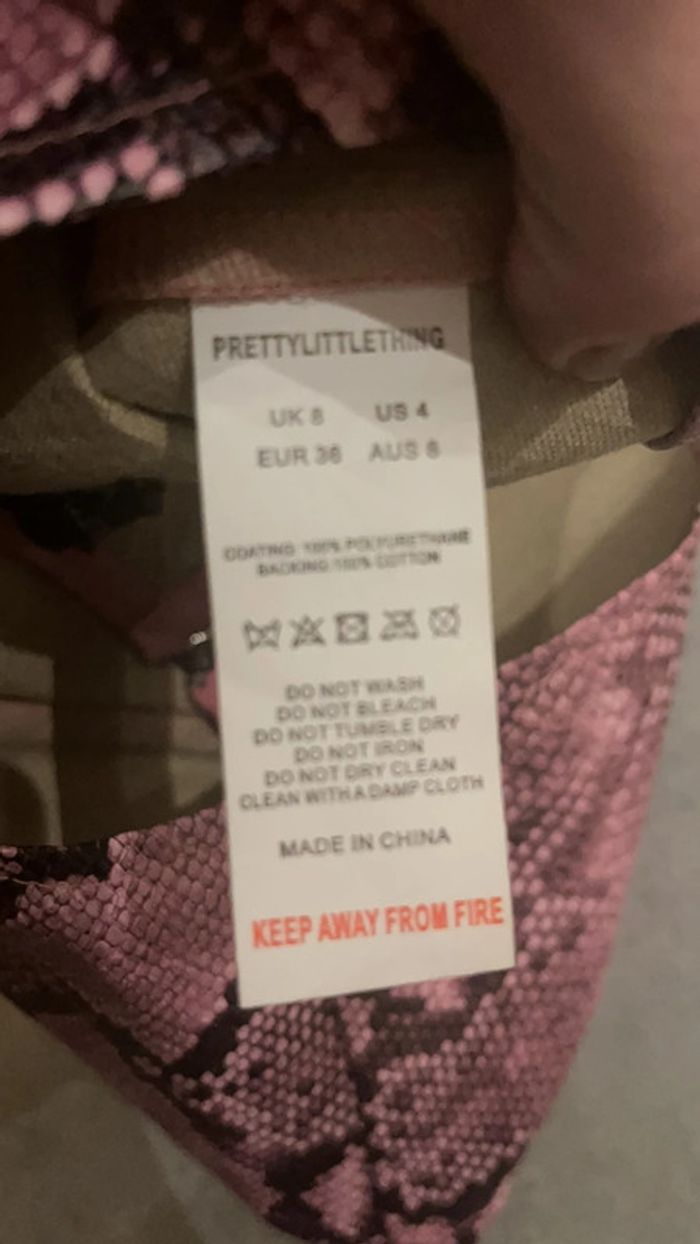 PRETTYLITTLETHING
UK 8 US 4
EUR 36 AUS 8
COATING: 100% POLYURETHANE
BACKING: 100% COTTON
DO NOT WASH
DO NOT BLEACH
DO NOT TUMBLE DRY
DO NOT IRON
DO NOT DRY CLEAN
CLEAN WITH A DAMP CLOTH
MADE IN CHINA
KEEP AWAY FROM FIRE